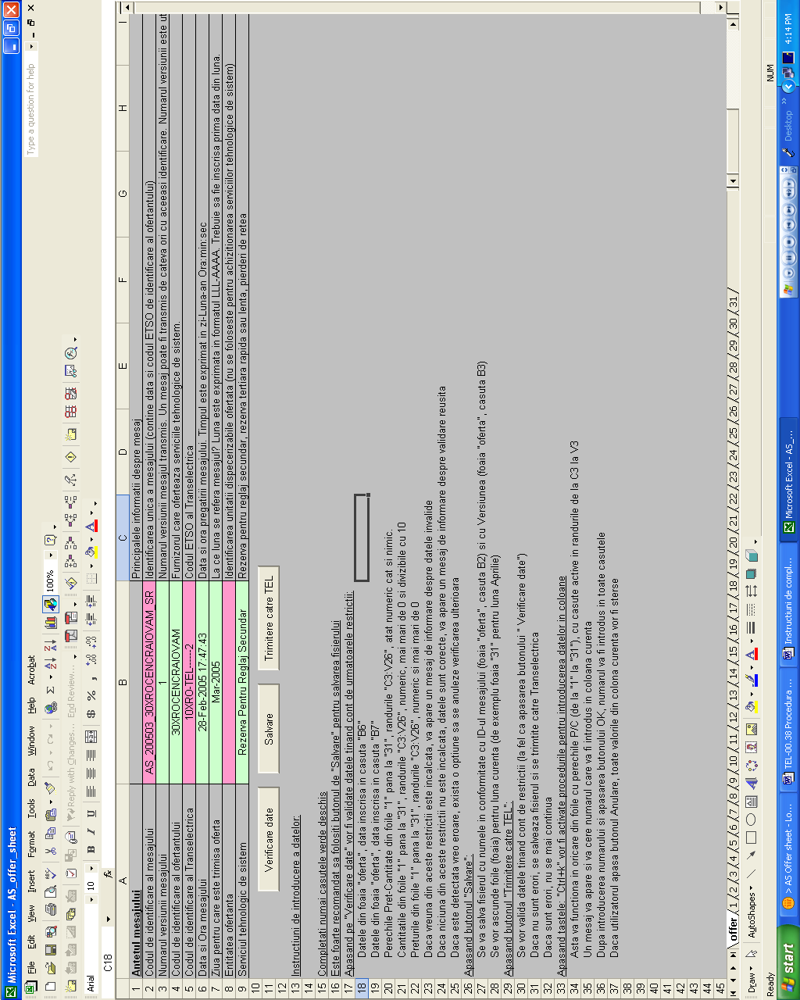 Microsoft Excel - AS_offer_sheet
File Edit View Insert Format Tools Data Window Help Acrobat
Type a question for help
100%
Reply with Changes... End Review...
Arial 10 B I U $ % ,
C18 fx
A B C D E F G H I
1 Antetul mesajului Principalele informatii despre mesaj
2 Codul de identificare al mesajului AS_200503_30XROCENCRAIOVAM_SR Identificarea unica a mesajului (contine data si codul ETSO de identificare al ofertantului)
3 Numarul versiunii mesajului 1 Numarul versiunii mesajul transmis. Un mesaj poate fi transmis de cateva ori cu aceeasi identificare. Numarul versiunii este ut
4 Codul de identificare al ofertantului 30XROCENCRAIOVAM Furnizorul care oferteaza serviciile tehnologice de sistem.
5 Codul de identificare al Transelectrica 10XRO-TEL------2 Codul ETSO al Transelectrica
6 Data si Ora mesajului 28-Feb-2005 17:47:43 Data si ora pregatirii mesajului. Timpul este exprimat in zi-Luna-an Ora:min:sec
7 Ziua pentru care este trimisa oferta Mar-2005 La ce luna se refera mesajul? Luna este exprimata in formatul LLL-AAAA. Trebuie sa fie inscrisa prima data din luna.
8 Entitatea ofertanta Identificarea unitatii dispecerizabile ofertata (nu se foloseste pentru achizitionarea serviciilor tehnologice de sistem)
9 Serviciul tehnologic de sistem Rezerva Pentru Reglaj Secundar Rezerva pentru reglaj secundar, rezerva tertiara rapida sau lenta, pierderi de retea
10
11 Verificare date Salvare Trimitere catre TEL
12
13 Instructiuni de introducere a datelor:
14
15 Completati numai casutele verde deschis
16 Este foarte recomandat sa folositi butonul de "Salvare" pentru salvarea fisierului
17 Apasand pe "Verificare date" vor fi validate datele tinand cont de urmatoarele restrictii:
18 Datele din foaia "oferta", data inscrisa in casuta "B6"
19 Datele din foaia "oferta", data inscrisa in casuta "B7"
20 Perechile Pret-Cantitate din foile "1" pana la "31", randurile "C3:V26", atat numeric cat si nimic.
21 Cantitatile din foile "1" pana la "31", randurile "C3:V26", numeric, mai mari de 0 si divizibile cu 10
22 Preturile din foile "1" pana la "31", randurile "C3:V26", numeric si mai mari de 0
23 Daca vreuna din aceste restrictii este incalcata, va apare un mesaj de informare despre datele invalide
24 Daca niciuna din aceste restrictii nu este incalcata, datele sunt corecte, va apare un mesaj de informare despre validare reusita
25 Daca este detectata vreo eroare, exista o optiune sa se anuleze verificarea ulterioara
26 Apasand butonul "Salvare":
27 Se va salva fisierul cu numele in conformitate cu ID-ul mesajului (foaia "oferta", casuta B2) si cu Versiunea (foaia "oferta", casuta B3)
28 Se vor ascunde foile (foaia) pentru luna curenta (de exemplu foaia "31" pentru luna Aprilie)
29 Apasand butonul "Trimitere catre TEL":
30 Se vor valida datele tinand cont de restrictii (la fel ca apasarea butonului " Verificare date")
31 Daca nu sunt erori, se salveaza fisierul si se trimtite catre Transelectrica
32 Daca sunt erori, nu se mai continua
33 Apasand tastele: "Ctrl-k" vor fi activate procedurile pentru introducerea datelor in coloane
34 Asta va functiona in oricare din foile cu perechile P/C (de la "1" la "31"), cu casute active in randurile de la C3 la V3
35 Un mesaj va apare si va cere numarul care va fi introdus in coloana curenta
36 Dupa introducerea numarului si apasarea butonului OK, numarul va fi introdus in toate casutele
37 Daca utilizatorul apasa butonul Anulare, toate valorile din colona curenta vor fi sterse
38
39
40
41
42
43
44
45
offer / 1 / 2 / 3 / 4 / 5 / 6 / 7 / 8 / 9 / 10 / 11 / 12 / 13 / 14 / 15 / 16 / 17 / 18 / 19 / 20 / 21 / 22 / 23 / 24 / 25 / 26 / 27 / 28 / 29 / 30 / 31 /
Draw AutoShapes
Ready NUM
start > AS Offer sheet - Lo... TEL-00.38 Procedura ... Instructiuni de compl... Microsoft Excel - AS_... Desktop » 4:14 PM